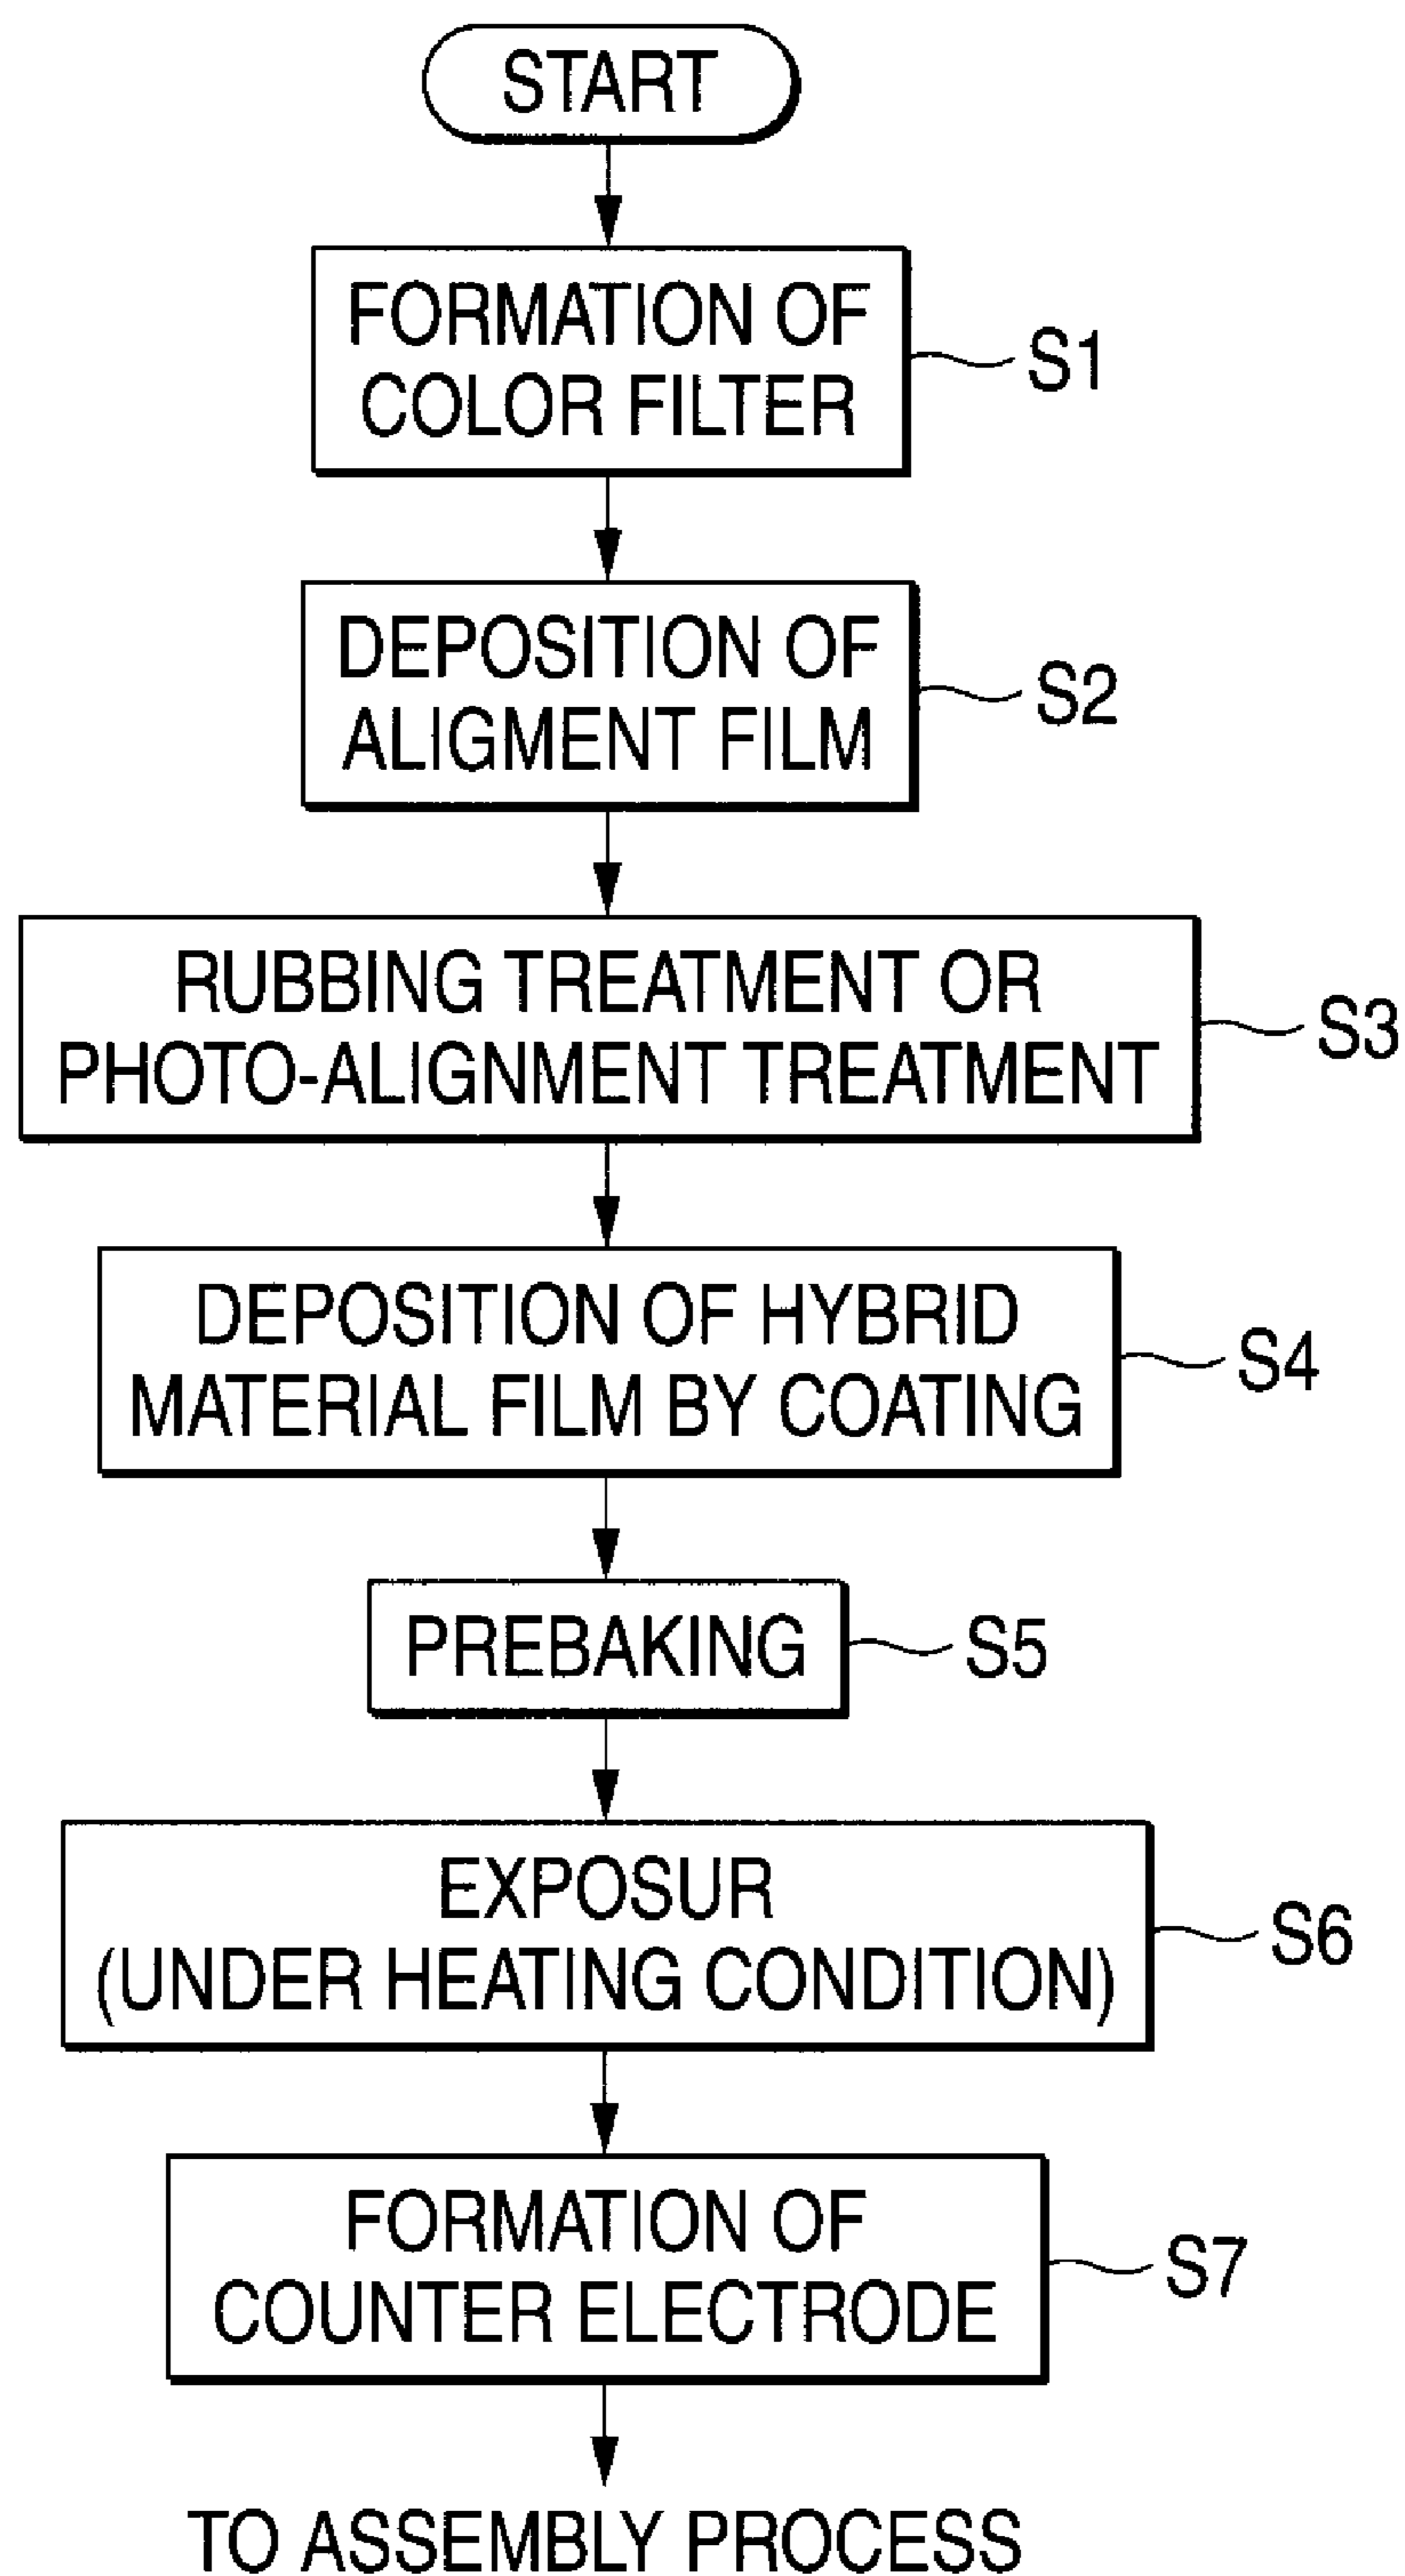 START
FORMATION OF
COLOR FILTER
S1
DEPOSITION OF
ALIGMENT FILM
S2
RUBBING TREATMENT OR
PHOTO-ALIGNMENT TREATMENT
S3
DEPOSITION OF HYBRID
MATERIAL FILM BY COATING
S4
PREBAKING
S5
EXPOSUR
(UNDER HEATING CONDITION)
S6
FORMATION OF
COUNTER ELECTRODE
S7
TO ASSEMBLY PROCESS